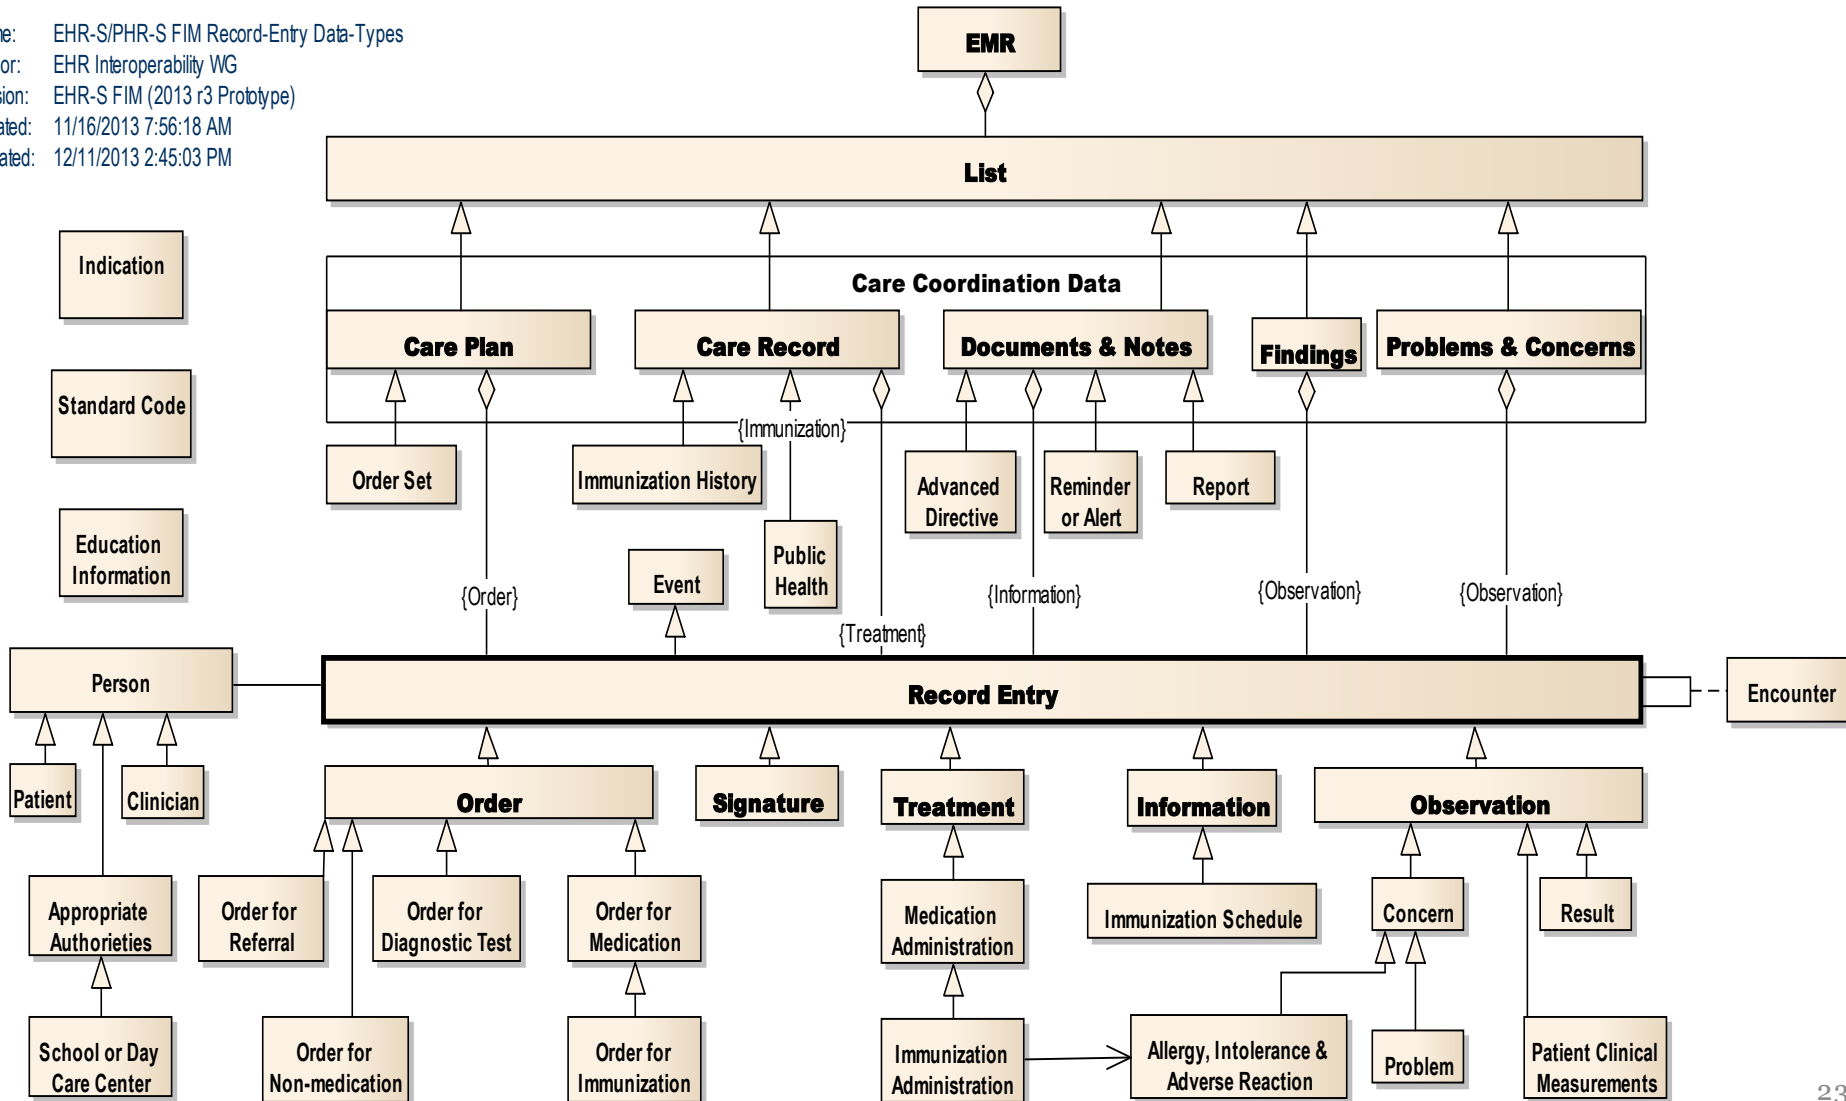 ne: EHR-S/PHR-S FIM Record-Entry Data-Types
or: EHR Interoperability WG
sion: EHR-S FIM (2013 r3 Prototype)
ated: 11/16/2013 7:56:18 AM
ated: 12/11/2013 2:45:03 PM
EMR
List
Indication
Care Coordination Data
Care Plan
Care Record
Documents & Notes
Findings
Problems & Concerns
Standard Code
{Immunization}
Order Set
Immunization History
Advanced
Directive
Reminder
or Alert
Report
Education
Information
Event
Public
Health
{Order}
{Treatment}
{Information}
{Observation}
{Observation}
Person
Record Entry
Encounter
Patient
Clinician
Order
Signature
Treatment
Information
Observation
Appropriate
Authorieties
Order for
Referral
Order for
Diagnostic Test
Order for
Medication
Medication
Administration
Immunization Schedule
Concern
Result
School or Day
Care Center
Order for
Non-medication
Order for
Immunization
Immunization
Administration
Allergy, Intolerance &
Adverse Reaction
Problem
Patient Clinical
Measurements
23